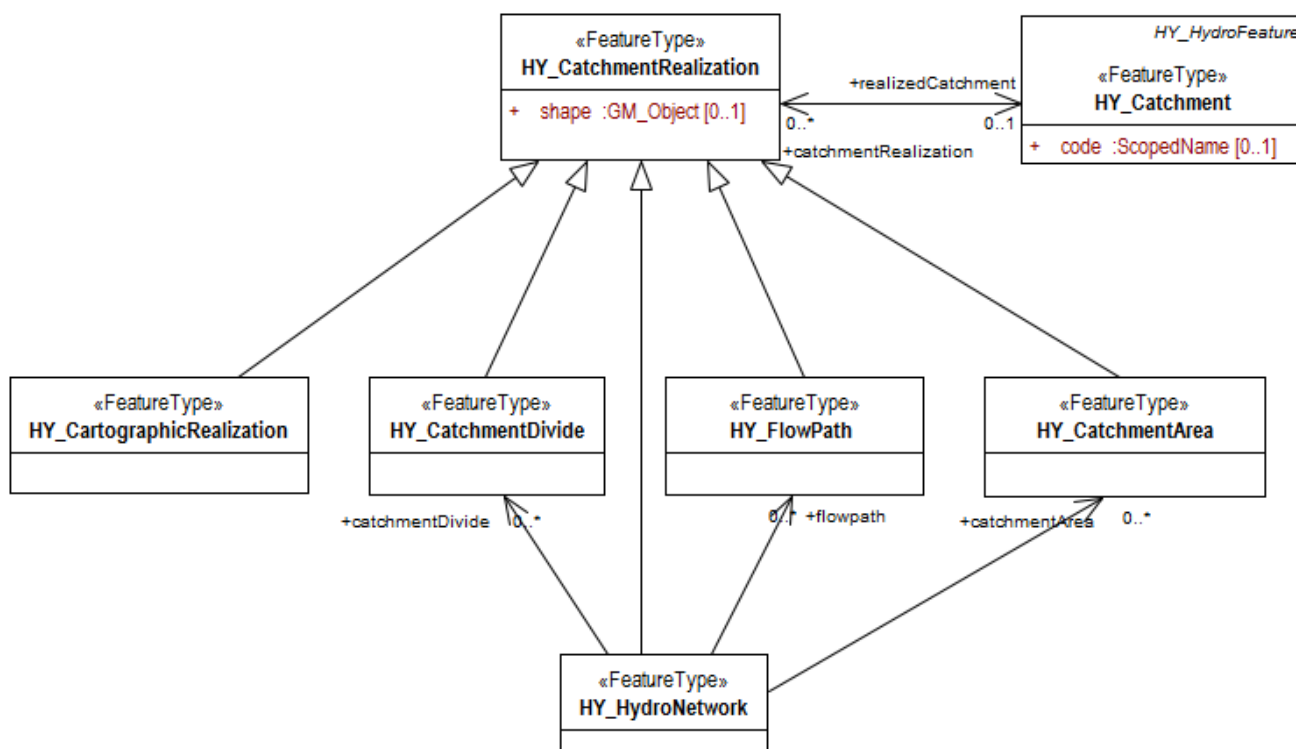 «FeatureType»
HY_CatchmentRealization
+ shape :GM_Object [0..1]
HY_HydroFeature
«FeatureType»
HY_Catchment
+ code :ScopedName [0..1]
+realizedCatchment
0..*
0..1
+catchmentRealization
«FeatureType»
HY_CartographicRealization
«FeatureType»
HY_CatchmentDivide
«FeatureType»
HY_FlowPath
«FeatureType»
HY_CatchmentArea
+catchmentDivide 0..*
0..* +flowpath
+catchmentArea 0..*
«FeatureType»
HY_HydroNetwork